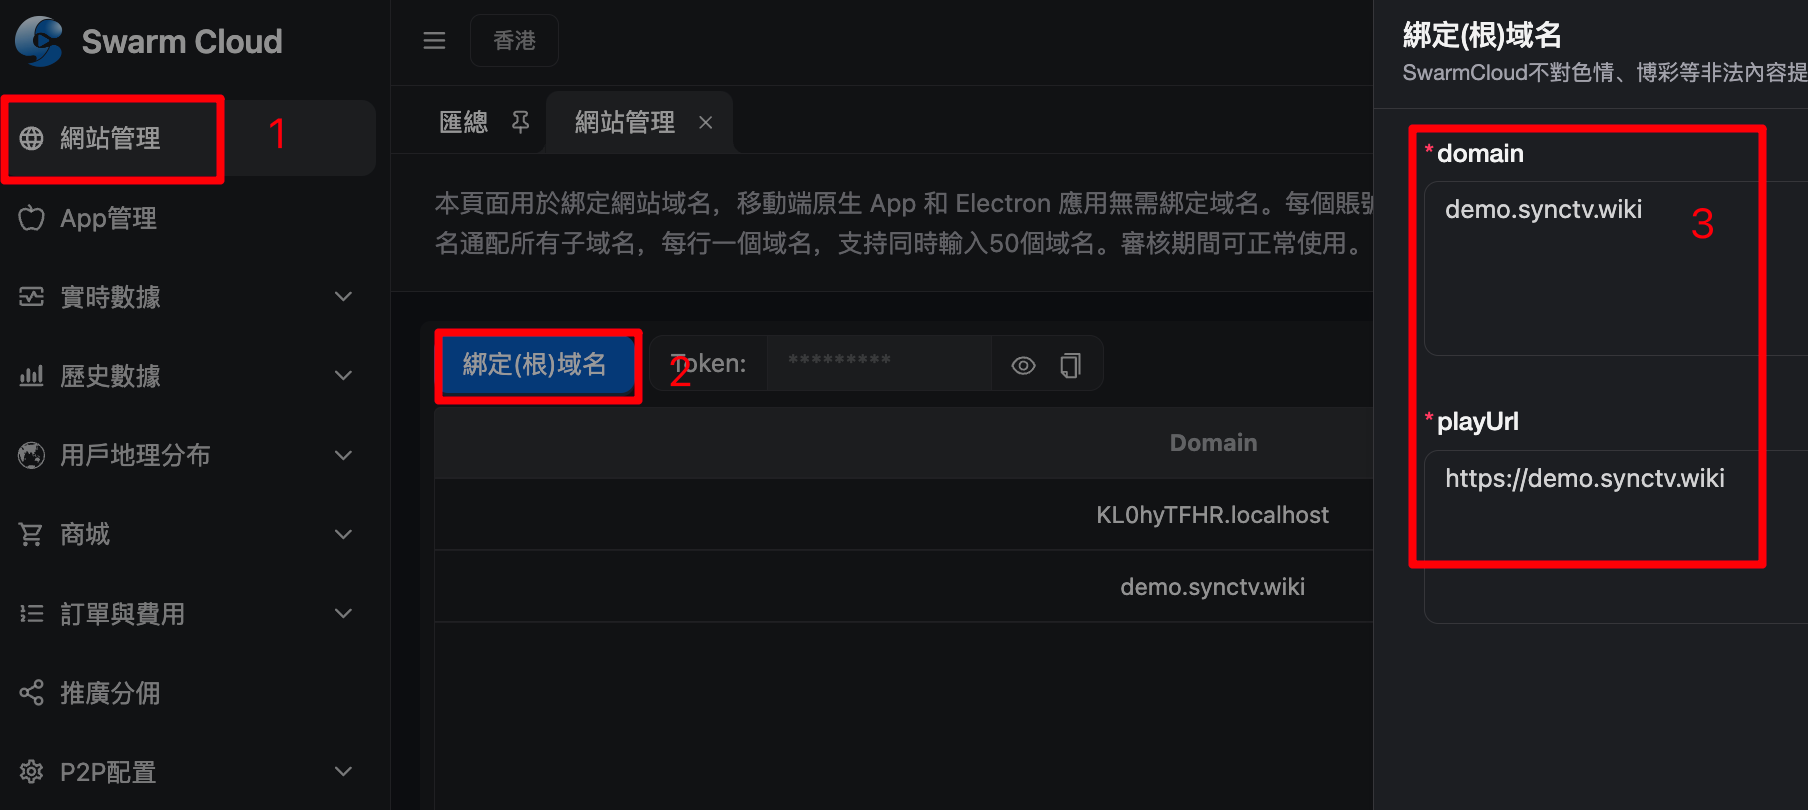 Swarm Cloud
網站管理
1
App管理
實時數據
歷史數據
用戶地理分布
商城
訂單與費用
推廣分佣
P2P配置
香港
匯總
網站管理
本頁面用於綁定網站域名，移動端原生 App 和 Electron 應用無需綁定域名。每個賬號
名通配所有子域名，每行一個域名，支持同時輸入50個域名。審核期間可正常使用。
綁定(根)域名
2
Token:
*********
Domain
KL0hyTFHR.localhost
demo.synctv.wiki
綁定(根)域名
SwarmCloud不對色情、博彩等非法內容提
* domain
demo.synctv.wiki
3
* playUrl
https://demo.synctv.wiki